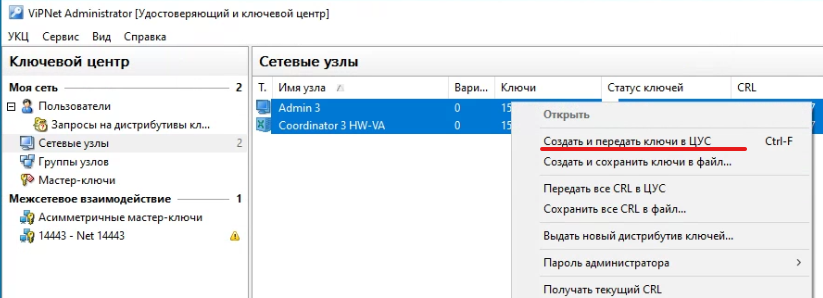 ViPNet Administrator [Удостоверяющий и ключевой центр]
УКЦ Сервис Вид Справка
Ключевой центр
Моя сеть 2
Пользователи
Запросы на дистрибутивы кл...
Сетевые узлы 2
Группы узлов
Мастер-ключи
Межсетевое взаимодействие 1
Асимметричные мастер-ключи
14443 - Net 14443
Сетевые узлы
Т. Имя узла Вари... Ключи Статус ключей CRL
Admin 3 0 15
Coordinator 3 HW-VA 0 15
Открыть
Создать и передать ключи в ЦУС Ctrl-F
Создать и сохранить ключи в файл...
Передать все CRL в ЦУС
Сохранить все CRL в файл...
Выдать новый дистрибутив ключей...
Пароль администратора
Получать текущий CRL